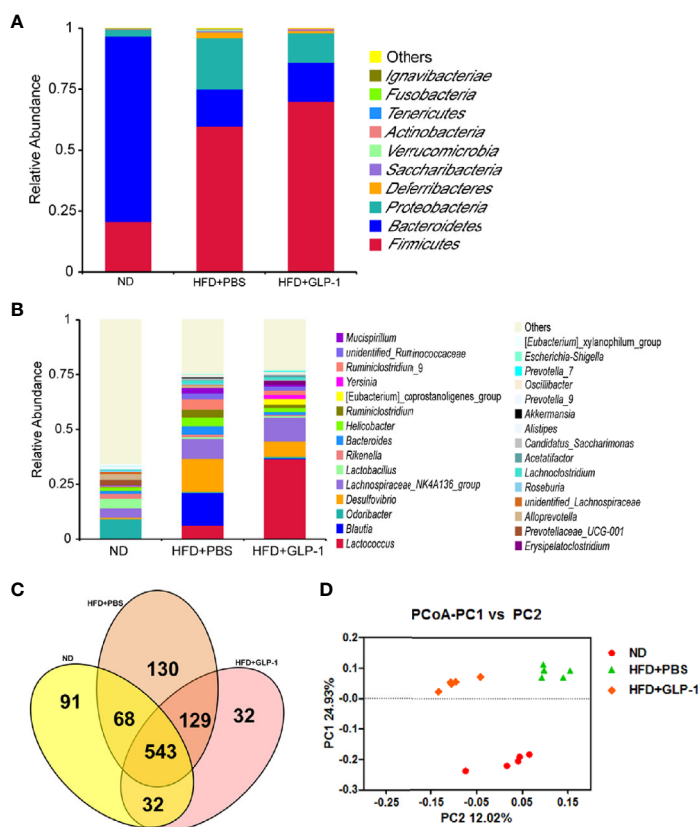 A
Relative Abundance
1
0.75
0.5
0.25
0
ND
HFD+PBS
HFD+GLP-1
Others
Ignavibacteriae
Fusobacteria
Tenericutes
Actinobacteria
Verrucomicrobia
Saccharibacteria
Deferribacteres
Proteobacteria
Bacteroidetes
Firmicutes
B
Relative Abundance
1
0.75
0.5
0.25
0
ND
HFD+PBS
HFD+GLP-1
Mucispirillum
unidentified_Ruminococcaceae
Ruminiclostridium_9
Yersinia
[Eubacterium]_coprostanoligenes_group
Ruminiclostridium
Helicobacter
Bacteroides
Rikenella
Lactobacillus
Lachnospiraceae_NK4A136_group
Desulfovibrio
Odoribacter
Blautia
Lactococcus
Others
[Eubacterium]_xylanophilum_group
Escherichia-Shigella
Prevotella_7
Oscillibacter
Prevotella_9
Akkermansia
Alistipes
Candidatus_Saccharimonas
Acetatifactor
Lachnoclostridium
Roseburia
unidentified_Lachnospiraceae
Alloprevotella
Prevotellaceae_UCG-001
Erysipelatoclostridium
C
HFD+PBS
ND
HFD+GLP-1
130
91
68
129
32
543
32
D
PCoA-PC1 vs PC2
PC1 24.93%
0.2
0.1
-0.0
-0.1
-0.2
-0.3
-0.25
-0.15
-0.05
0.05
0.15
PC2 12.02%
ND
HFD+PBS
HFD+GLP-1